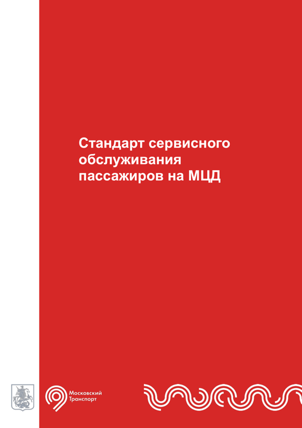 Стандарт сервисного
обслуживания
пассажиров на МЦД
Московский
Транспорт